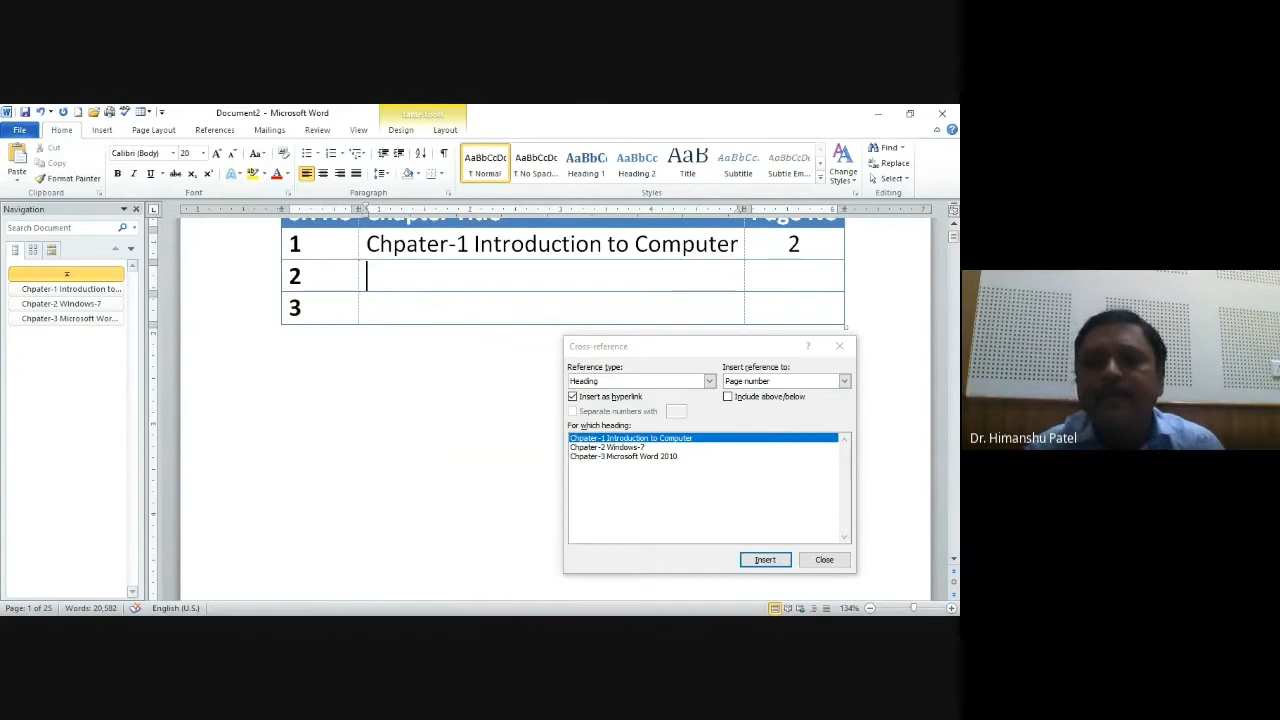 Document2 - Microsoft Word
Table Tools
File Home Insert Page Layout References Mailings Review View Design Layout
Cut
Copy
Format Painter
Paste
Clipboard
Calibri (Body) 20
Font
Paragraph
AaBbCcDc AaBbCcDc AaBbC AaBbCc AaB AaBbCc. AaBbCcDc
¶ Normal ¶ No Spaci... Heading 1 Heading 2 Title Subtitle Subtle Em...
Styles
Change
Styles
Find
Replace
Select
Editing
Navigation
Search Document
Chpater-1 Introduction to...
Chpater-2 Windows-7
Chpater-3 Microsoft Wor...
1 Chpater-1 Introduction to Computer 2
2
3
Cross-reference
Reference type: Insert reference to:
Heading Page number
Insert as hyperlink Include above/below
Separate numbers with
For which heading:
Chpater-1 Introduction to Computer
Chpater-2 Windows-7
Chpater-3 Microsoft Word 2010
Insert Close
Page: 1 of 25 Words: 20,582 English (U.S.) 134%
Dr. Himanshu Patel